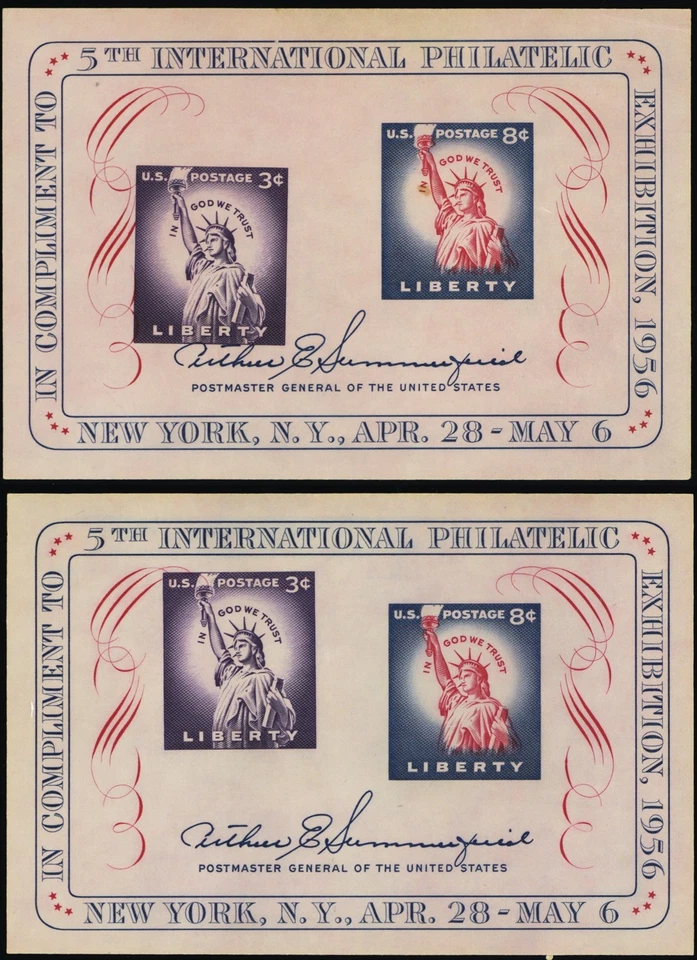 5TH INTERNATIONAL PHILATELIC
EXHIBITION, 1956
NEW YORK, N.Y., APR. 28 - MAY 6
IN COMPLIMENT TO
U.S. POSTAGE 3¢
IN GOD WE TRUST
LIBERTY
U.S. POSTAGE 8¢
IN GOD WE TRUST
LIBERTY
Arthur E Summerfield
POSTMASTER GENERAL OF THE UNITED STATES
5TH INTERNATIONAL PHILATELIC
EXHIBITION, 1956
NEW YORK, N.Y., APR. 28 - MAY 6
IN COMPLIMENT TO
U.S. POSTAGE 3¢
IN GOD WE TRUST
LIBERTY
U.S. POSTAGE 8¢
IN GOD WE TRUST
LIBERTY
Arthur E Summerfield
POSTMASTER GENERAL OF THE UNITED STATES